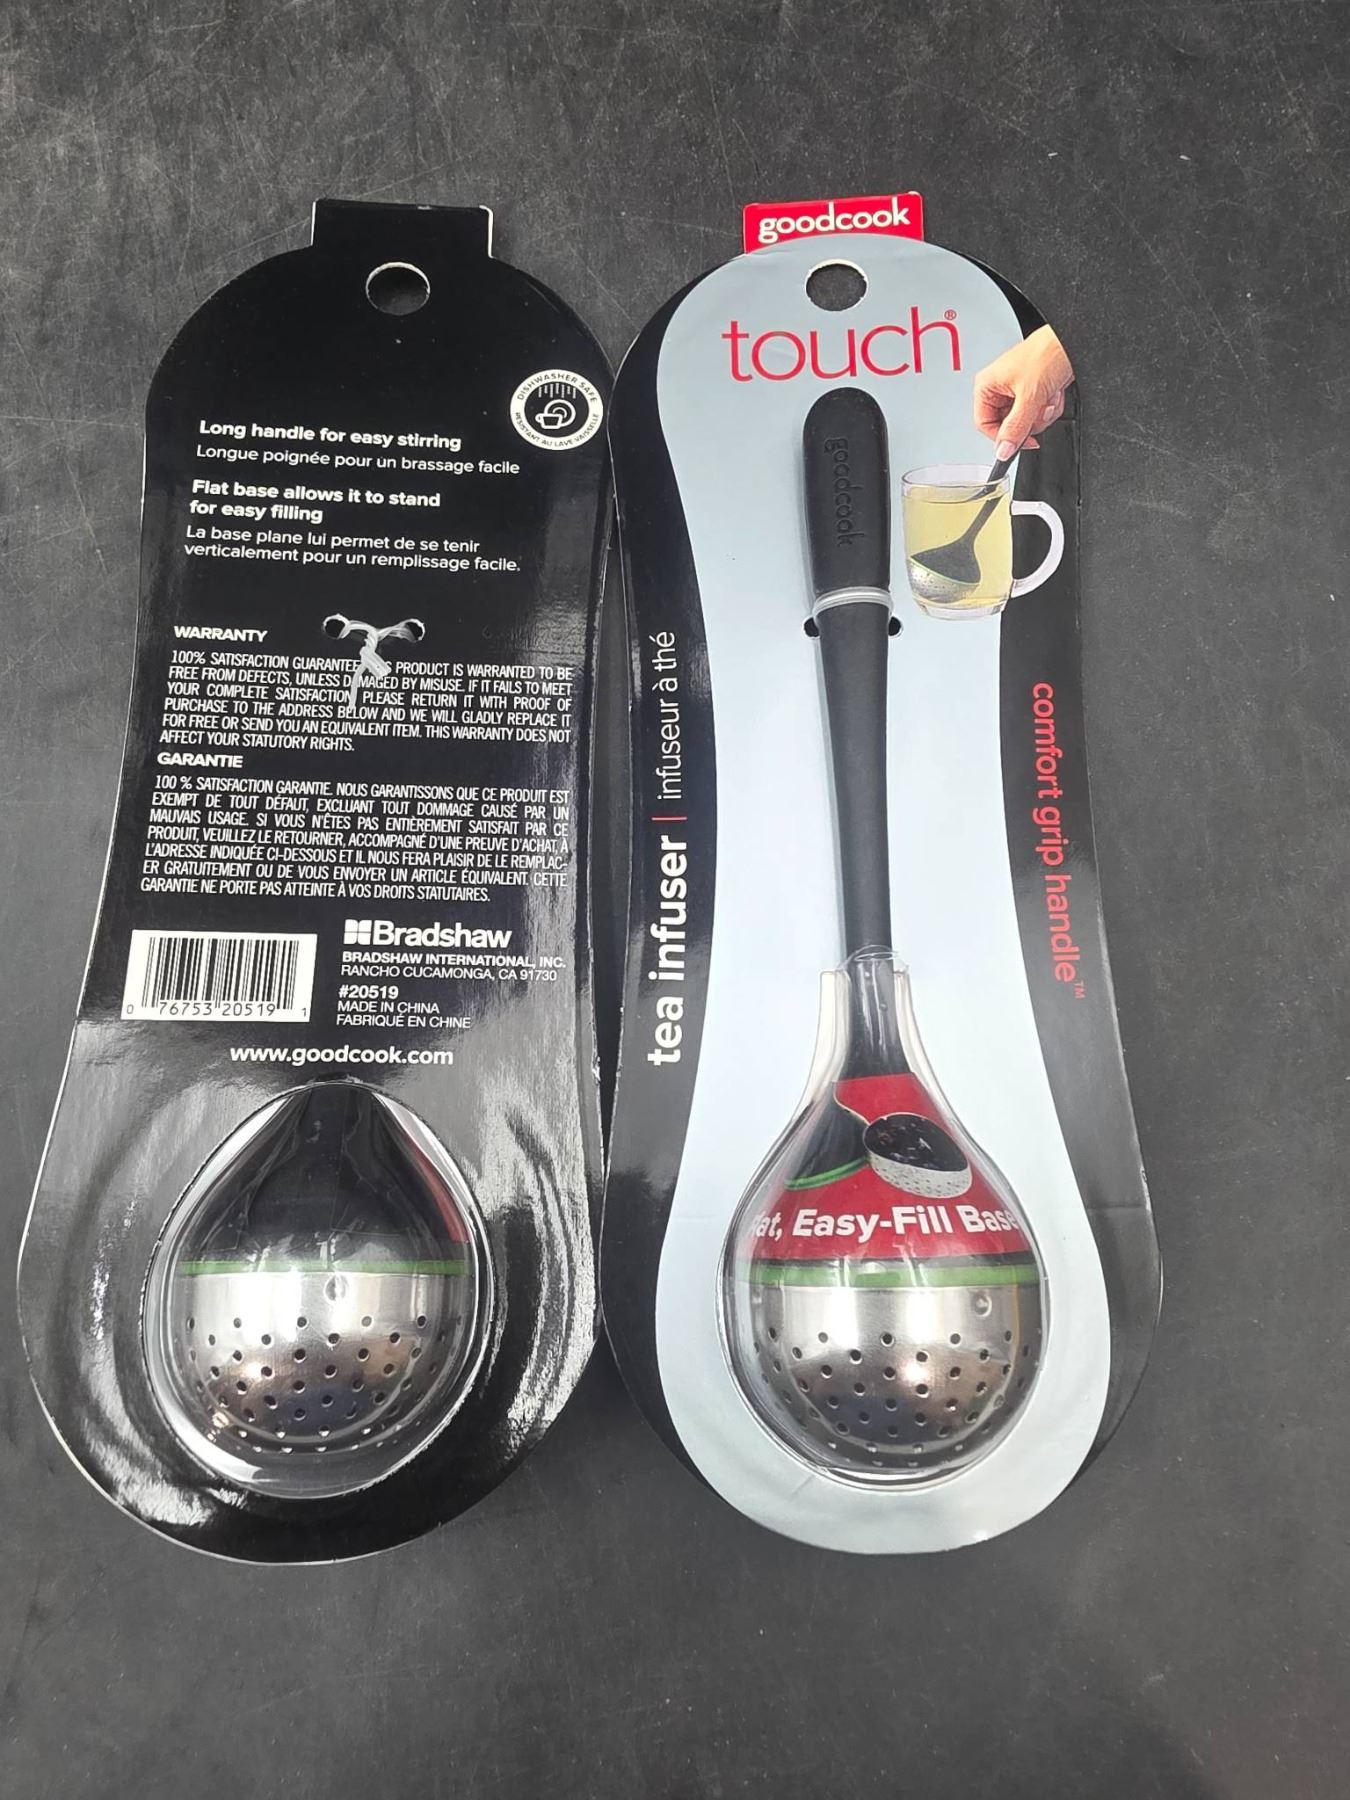 DISHWASHER SAFE
RÉSISTANT AU LAVE-VAISSELLE
Long handle for easy stirring
Longue poignée pour un brassage facile
Flat base allows it to stand
for easy filling
La base plane lui permet de se tenir
verticalement pour un remplissage facile.
WARRANTY
100% SATISFACTION GUARANTEE PRODUCT IS WARRANTED TO BE
FREE FROM DEFECTS, UNLESS DAMAGED BY MISUSE. IF IT FAILS TO MEET
YOUR COMPLETE SATISFACTION PLEASE RETURN IT WITH PROOF OF
PURCHASE TO THE ADDRESS BELOW AND WE WILL GLADLY REPLACE IT
FOR FREE OR SEND YOU AN EQUIVALENT ITEM. THIS WARRANTY DOES NOT
AFFECT YOUR STATUTORY RIGHTS.
GARANTIE
100 % SATISFACTION GARANTIE. NOUS GARANTISSONS QUE CE PRODUIT EST
EXEMPT DE TOUT DÉFAUT, EXCLUANT TOUT DOMMAGE CAUSÉ PAR UN
MAUVAIS USAGE. SI VOUS N'ÊTES PAS ENTIÈREMENT SATISFAIT PAR CE
PRODUIT, VEUILLEZ LE RETOURNER, ACCOMPAGNÉ D'UNE PREUVE D'ACHAT, À
L'ADRESSE INDIQUÉE CI-DESSOUS ET IL NOUS FERA PLAISIR DE LE REMPLAC-
ER GRATUITEMENT OU DE VOUS ENVOYER UN ARTICLE ÉQUIVALENT. CETTE
GARANTIE NE PORTE PAS ATTEINTE À VOS DROITS STATUTAIRES.
Bradshaw
BRADSHAW INTERNATIONAL, INC.
RANCHO CUCAMONGA, CA 91730
#20519
MADE IN CHINA
FABRIQUÉ EN CHINE
0 76753 20519 1
www.goodcook.com
goodcook
touch®
goodcook
tea infuser | infuseur à thé
comfort grip handle™
Easy-Fill Base